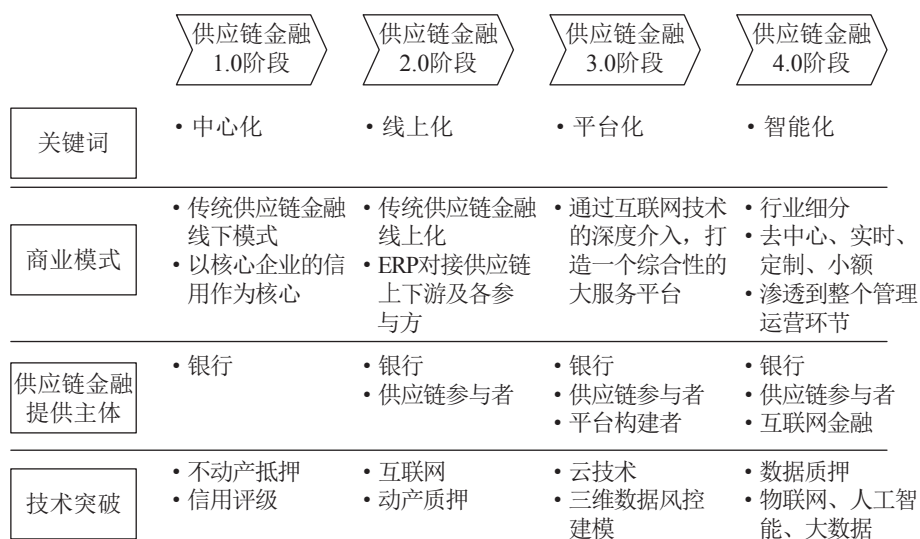 供应链金融
1.0阶段
供应链金融
2.0阶段
供应链金融
3.0阶段
供应链金融
4.0阶段
关键词
•中心化
•线上化
•平台化
•智能化
商业模式
•传统供应链金融
线下模式
•以核心企业的信
用作为核心
•传统供应链金融
线上化
•ERP对接供应链
上下游及各参
与方
•通过互联网技术
的深度介入，打
造一个综合性的
大服务平台
•行业细分
•去中心、实时、
定制、小额
•渗透到整个管理
运营环节
供应链金融
提供主体
•银行
•银行
•供应链参与者
•银行
•供应链参与者
•平台构建者
•银行
•供应链参与者
•互联网金融
技术突破
•不动产抵押
•信用评级
•互联网
•动产质押
•云技术
•三维数据风控
建模
•数据质押
•物联网、人工智
能、大数据